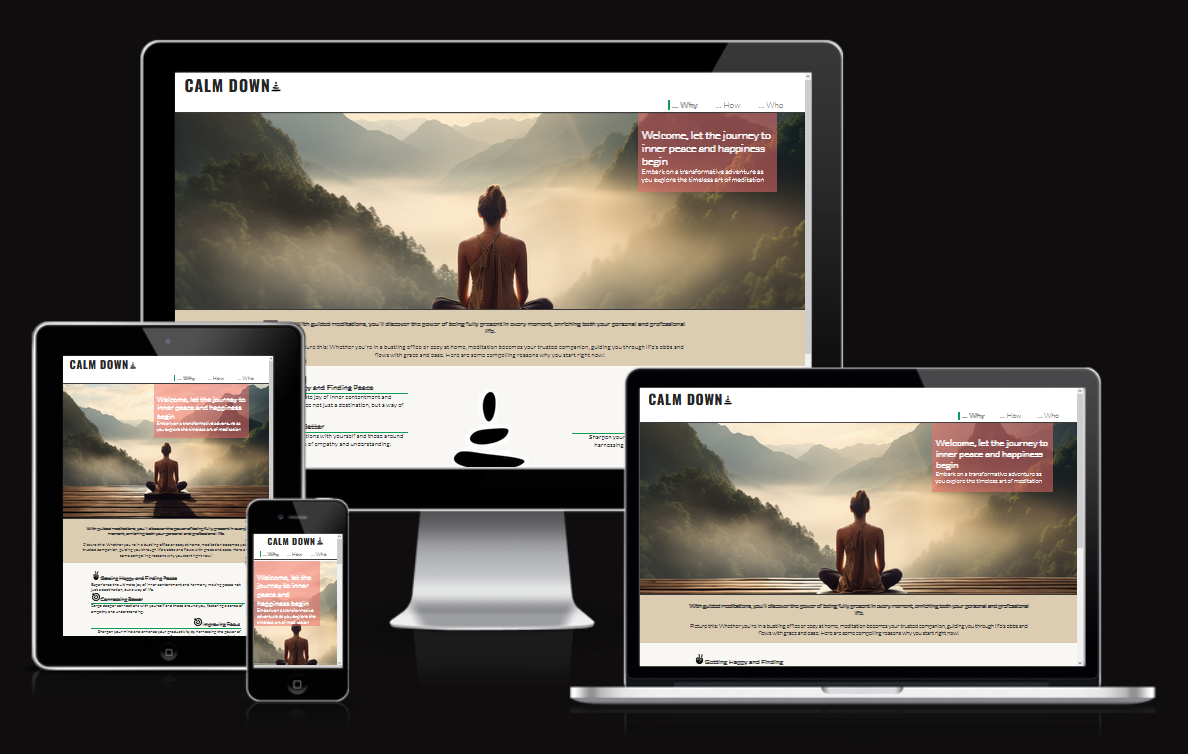 CALM DOWN
... Why ... How ... Who
Welcome, let the journey to
inner peace and happiness
begin
Embark on a transformative adventure as
you explore the timeless art of meditation
With guided meditations, you'll discover the power of being fully present in every moment, enriching both your personal and professional
life.
Whether you're in a bustling office or cozy at home, meditation becomes your trusted companion, guiding you through life's ebbs and
flows with grace and ease. Here are some compelling reasons why you start right now!
and Finding Peace
joy of inner contentment and
not just a destination, but a way of
with yourself and those around
of empathy and understanding.
Sharpen your
harnessing
CALM DOWN
... Why ... How ... Who
Welcome, let the journey to
inner peace and happiness
begin
Embark on a transformative adventure as
you explore the timeless art of meditation
With guided meditations, you'll discover the power of being fully present in every
moment, enriching both your personal and professional life.
Picture this: Whether you're in a bustling office or cozy at home, meditation becomes your
trusted companion, guiding you through life's ebbs and flows with grace and ease. Here are
some compelling reasons why you start right now!
Getting Happy and Finding Peace
Experience the ultimate joy of inner contentment and harmony, making peace not
just a destination, but a way of life.
Connecting Better
Forge deeper connections with yourself and those around you, fostering a sense of
empathy and understanding.
Improving Focus
Sharpen your mind and enhance your productivity by harnessing the power of
CALM DOWN
... Why ... How ... Who
Welcome, let the
journey to inner
peace and
happiness begin
Embark on a transformative
adventure as you explore the
timeless art of meditation
CALM DOWN
... Why ... How ... Who
Welcome, let the journey to
inner peace and happiness
begin
Embark on a transformative adventure as
you explore the timeless art of meditation
With guided meditations, you'll discover the power of being fully present in every moment, enriching both your personal and professional
life.
Picture this: Whether you're in a bustling office or cozy at home, meditation becomes your trusted companion, guiding you through life's ebbs and
flows with grace and ease. Here are some compelling reasons why you start right now!
Getting Happy and Finding